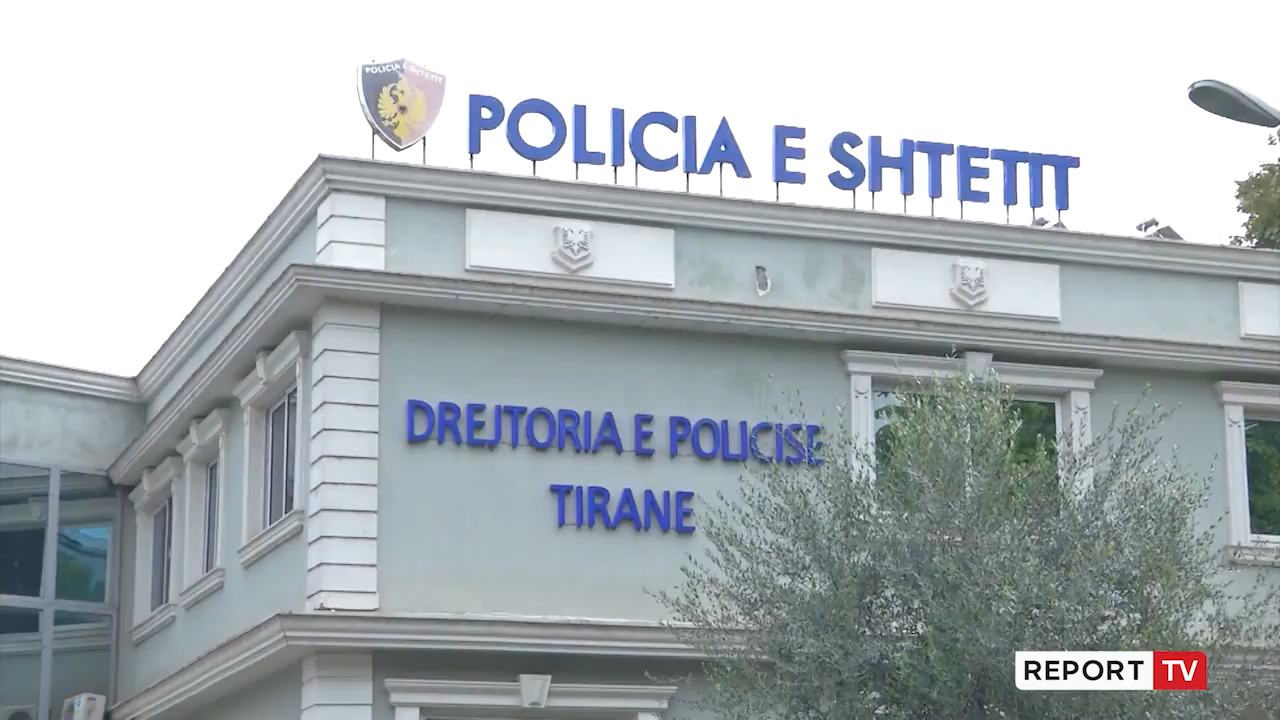 POLICIA E SHTETIT
POLICIA E SHTETIT
DREJTORIA E POLICISE
TIRANE
REPORT TV